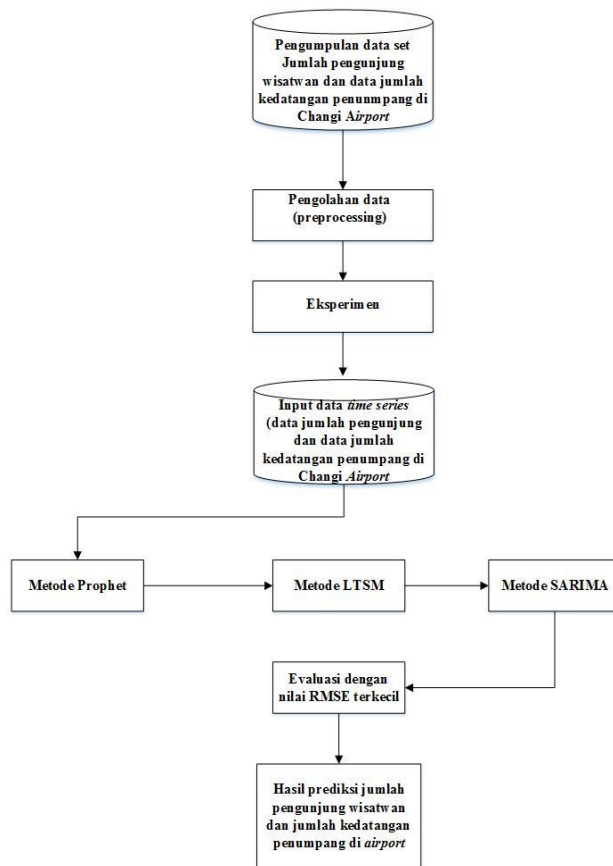 Pengumpulan data set
Jumlah pengunjung
wisatwan dan data jumlah
kedatangan penunmpang di
Changi Airport
Pengolahan data
(preprocessing)
Eksperimen
Input data time series
(data jumlah pengunjung
dan data jumlah
kedatangan penumpang di
Changi Airport
Metode Prophet
Metode LTSM
Metode SARIMA
Evaluasi dengan
nilai RMSE terkecil
Hasil prediksi jumlah
pengunjung wisatwan
dan jumlah kedatangan
penumpang di airport